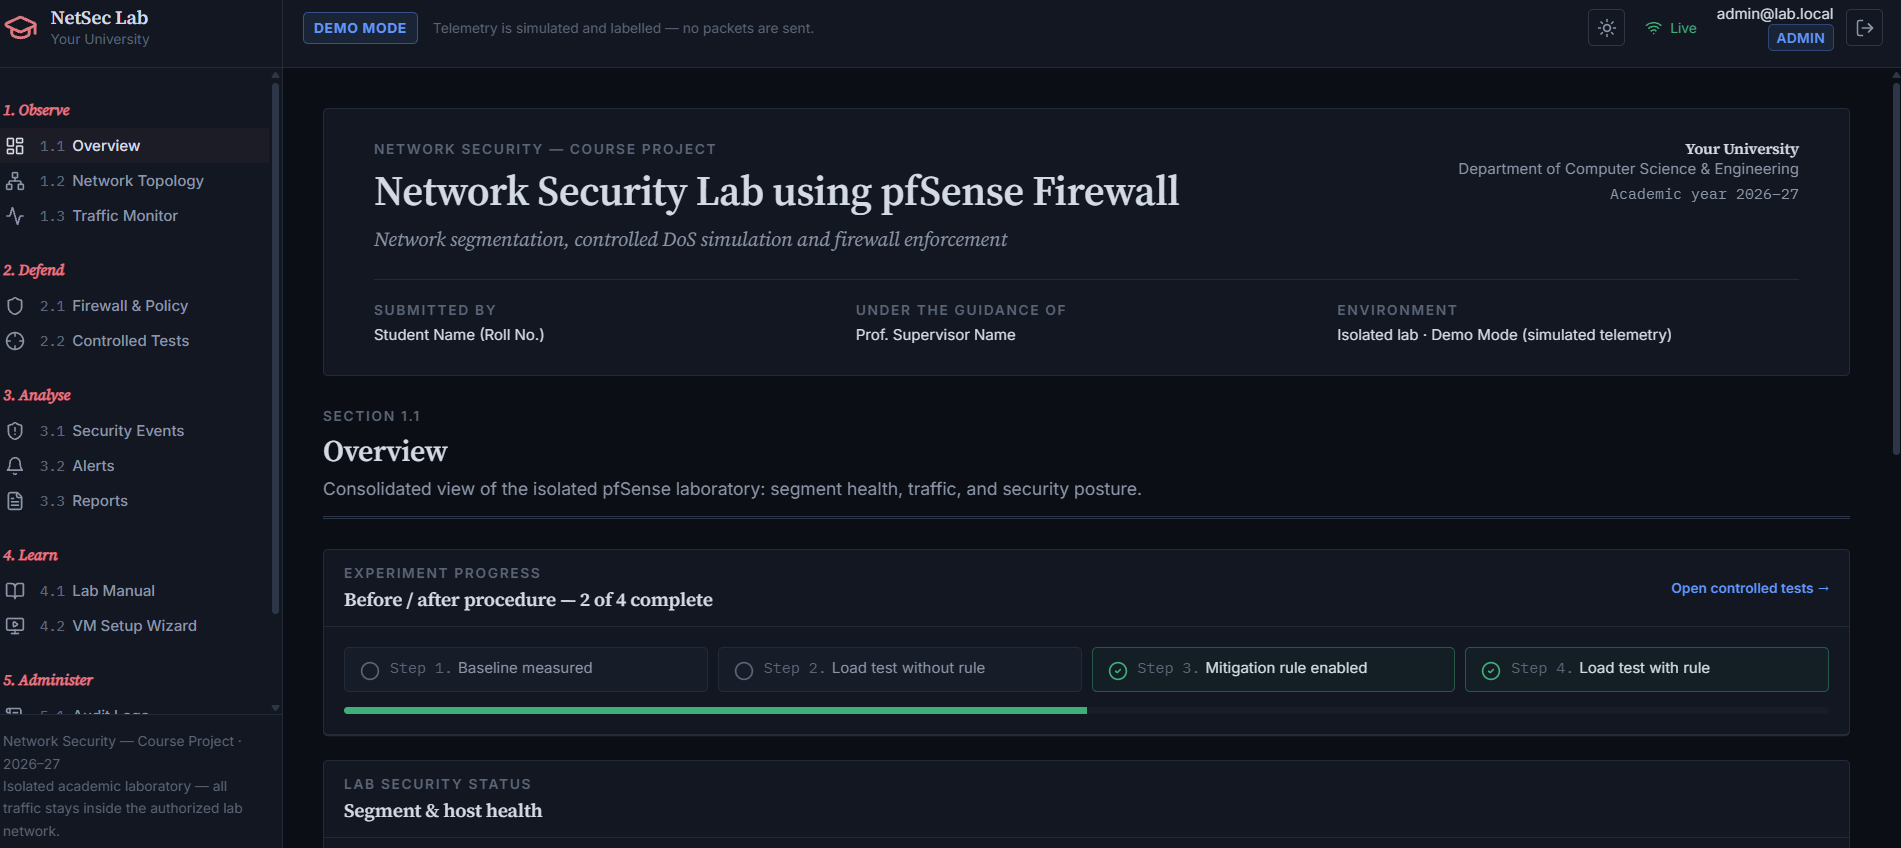 NetSec Lab
Your University
DEMO MODE
Telemetry is simulated and labelled — no packets are sent.
Live
admin@lab.local
ADMIN
1. Observe
1.1 Overview
1.2 Network Topology
1.3 Traffic Monitor
2. Defend
2.1 Firewall & Policy
2.2 Controlled Tests
3. Analyse
3.1 Security Events
3.2 Alerts
3.3 Reports
4. Learn
4.1 Lab Manual
4.2 VM Setup Wizard
5. Administer
5.1 Audit Logs
Network Security — Course Project ·
2026–27
Isolated academic laboratory — all
traffic stays inside the authorized lab
network.
NETWORK SECURITY — COURSE PROJECT
Network Security Lab using pfSense Firewall
Network segmentation, controlled DoS simulation and firewall enforcement
Your University
Department of Computer Science & Engineering
Academic year 2026–27
SUBMITTED BY
Student Name (Roll No.)
UNDER THE GUIDANCE OF
Prof. Supervisor Name
ENVIRONMENT
Isolated lab · Demo Mode (simulated telemetry)
SECTION 1.1
Overview
Consolidated view of the isolated pfSense laboratory: segment health, traffic, and security posture.
EXPERIMENT PROGRESS
Before / after procedure — 2 of 4 complete
Open controlled tests →
Step 1. Baseline measured
Step 2. Load test without rule
Step 3. Mitigation rule enabled
Step 4. Load test with rule
LAB SECURITY STATUS
Segment & host health